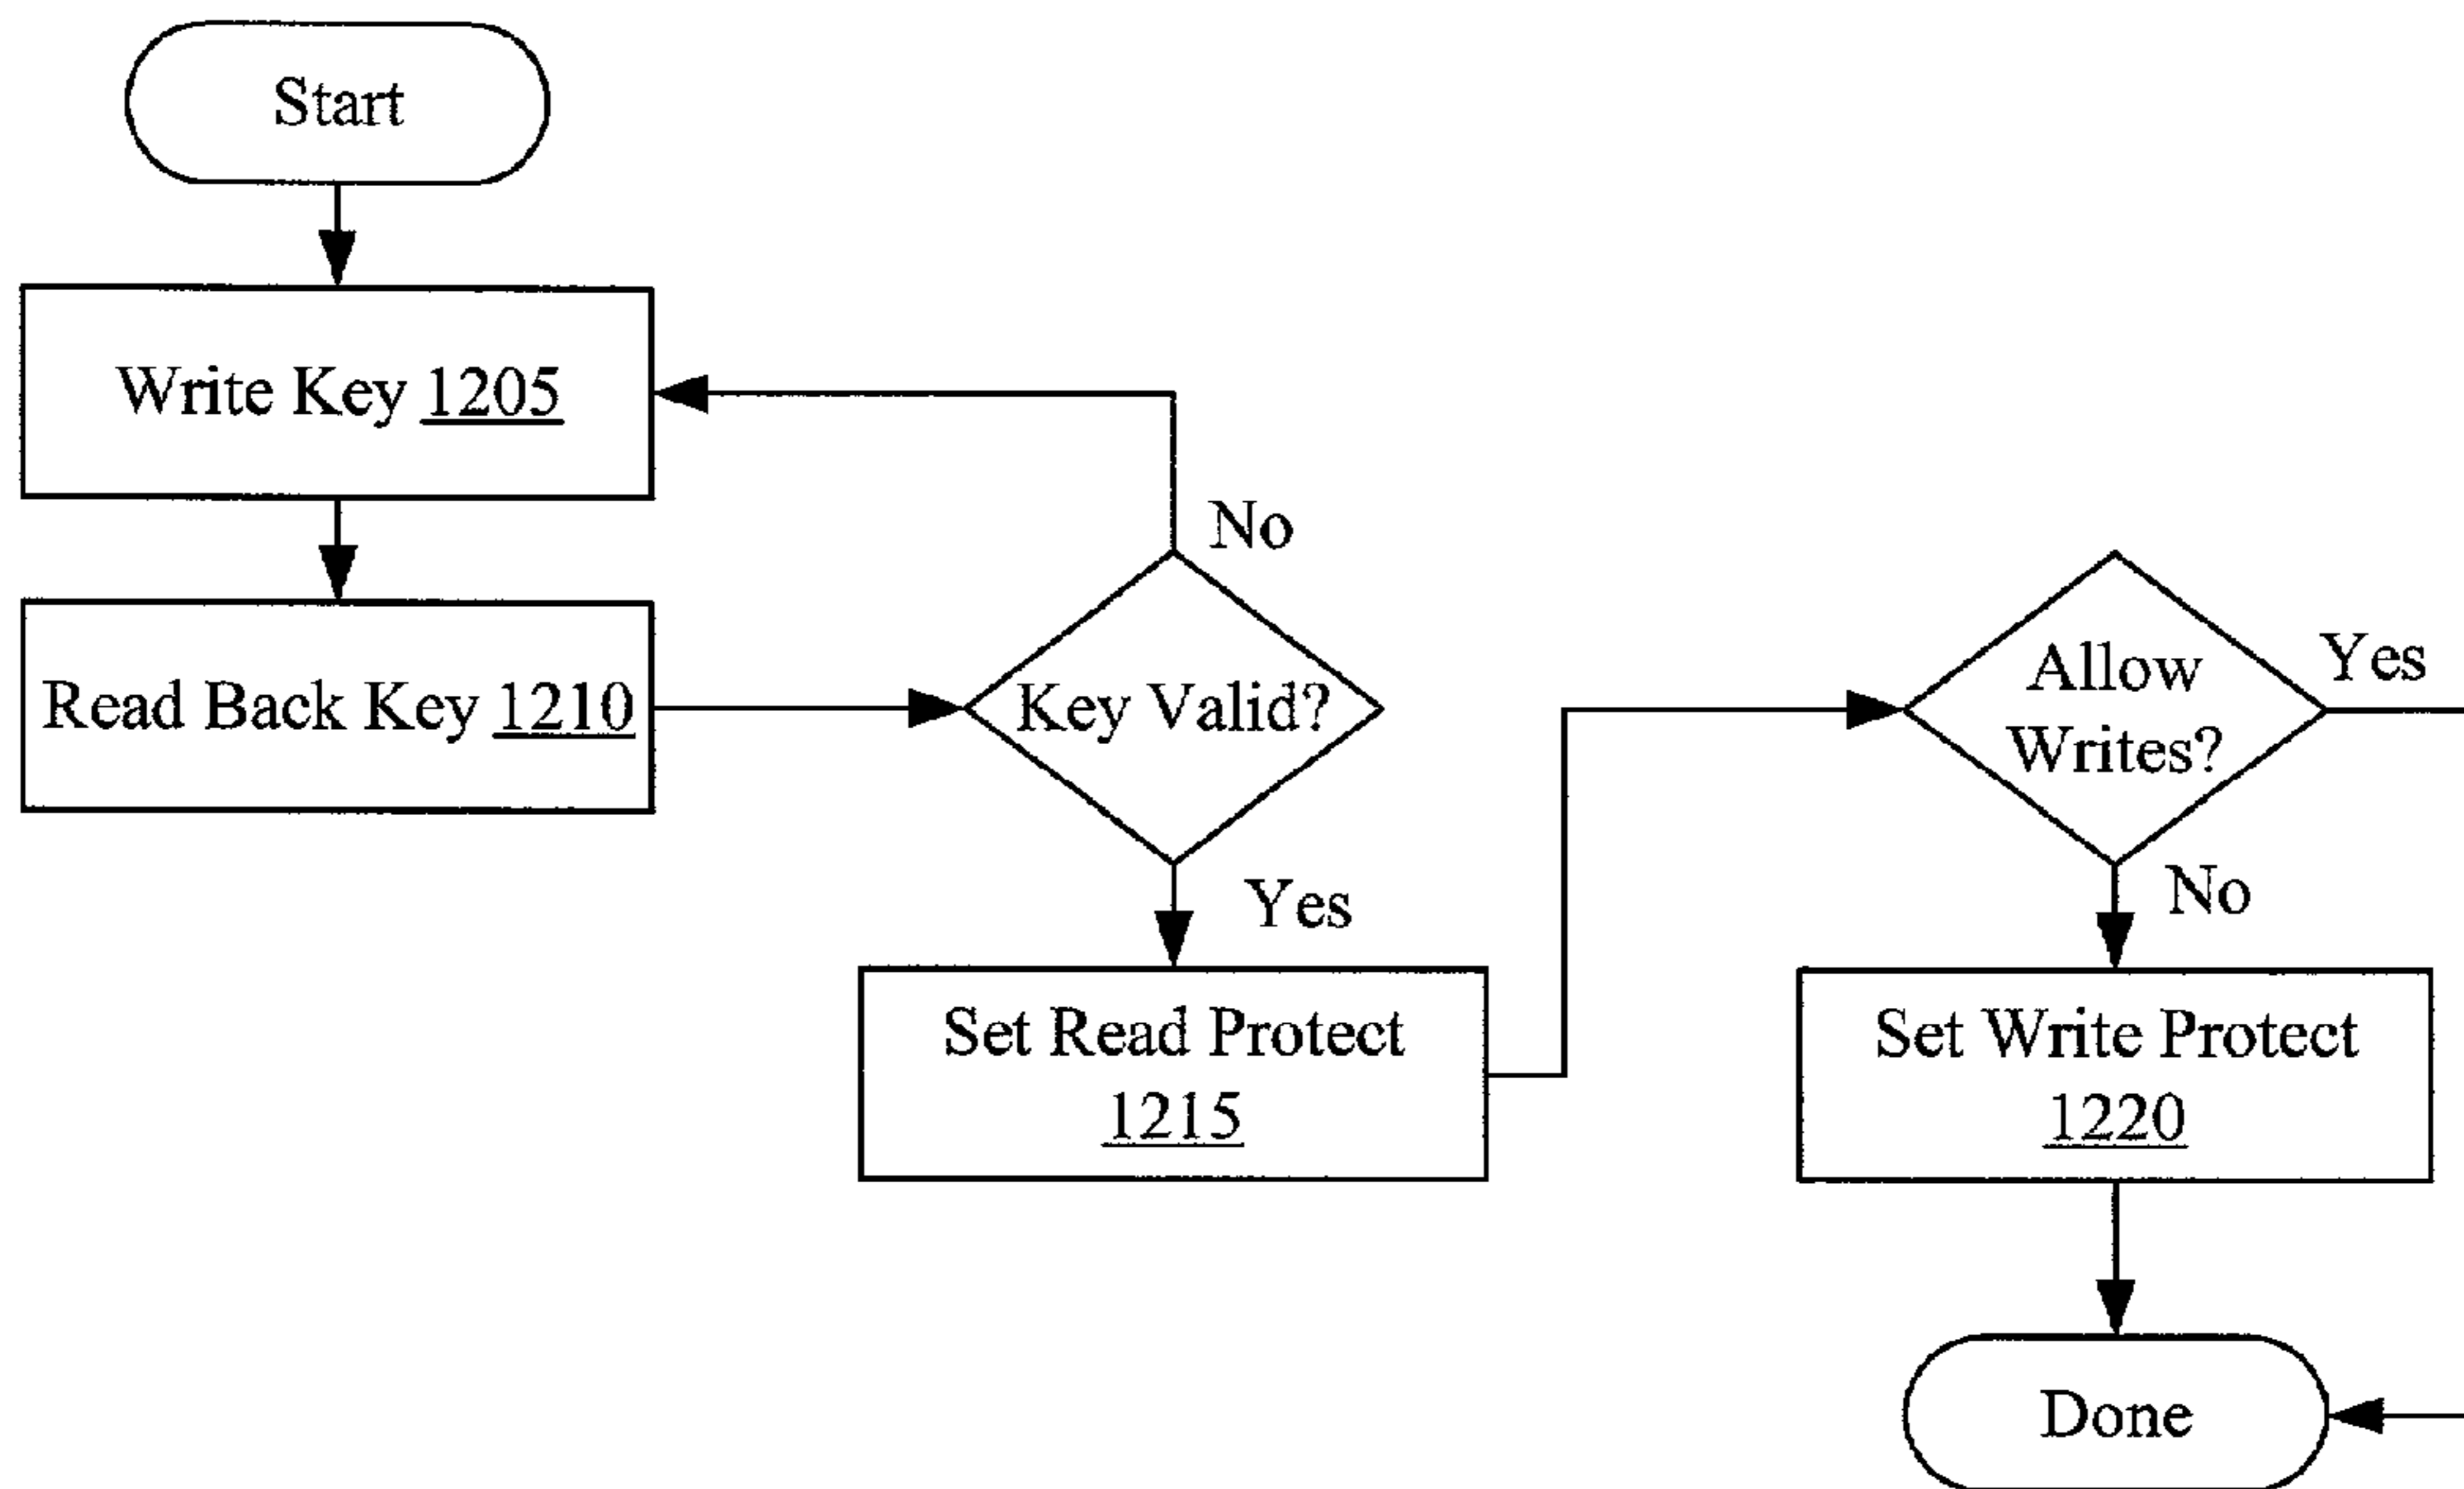 Start
Write Key 1205
No
Read Back Key 1210
Key Valid?
Yes
Set Read Protect
1215
Allow
Writes?
Yes
No
Set Write Protect
1220
Done